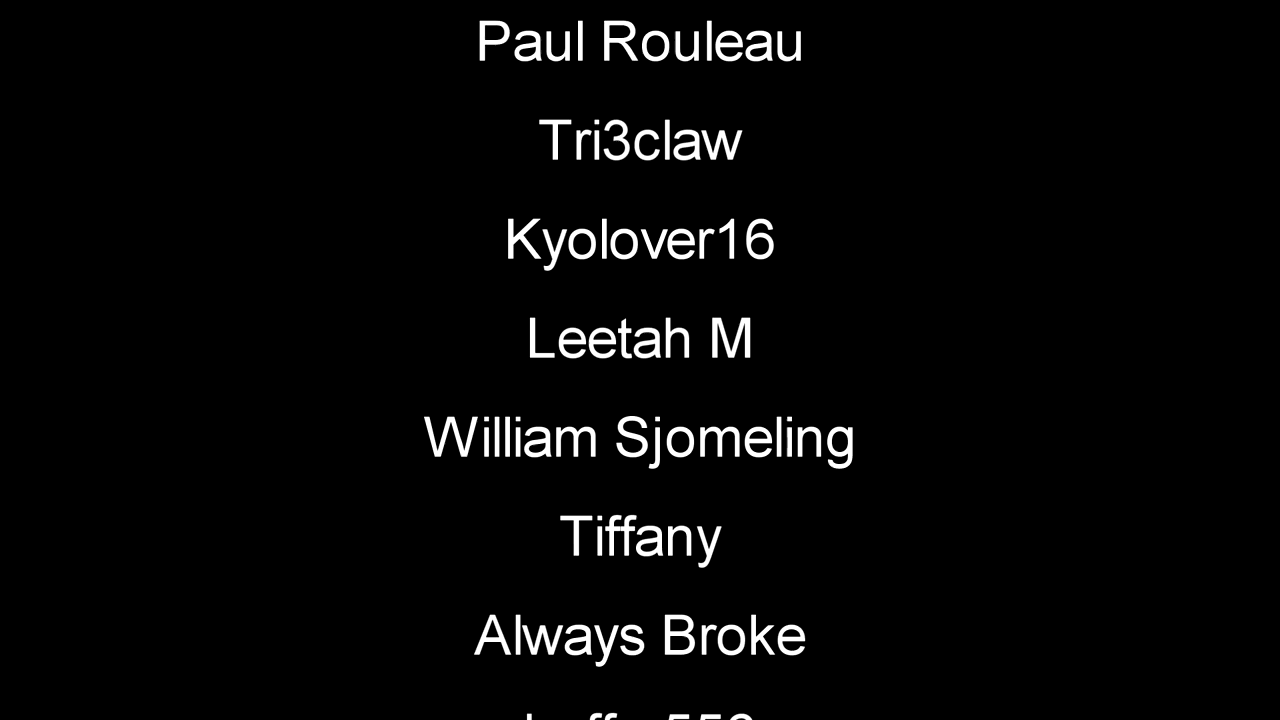 Paul Rouleau
Tri3claw
Kyolover16
Leetah M
William Sjomeling
Tiffany
Always Broke